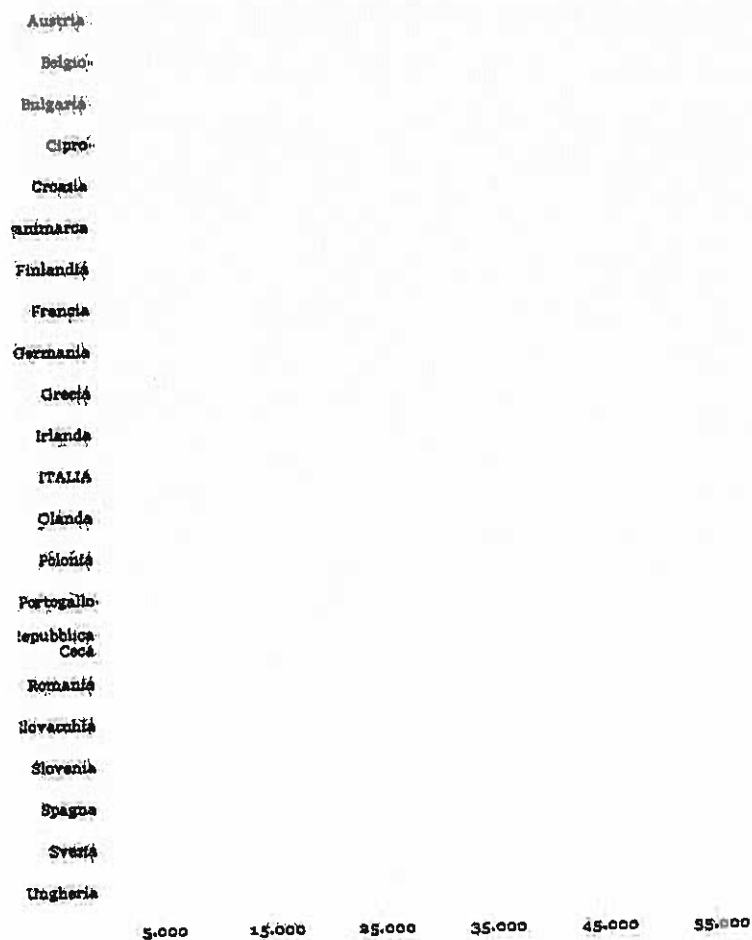 Austria
Belgio
Bulgaria
Cipro
Croazia
animarca
Finlandia
Francia
Germania
Grecia
Irlanda
ITALIA
Olanda
Polonia
Portogallo
Repubblica
Ceca
Romania
lovacchia
Slovenia
Spagna
Svezia
Ungheria
5.000 15.000 25.000 35.000 45.000 55.000